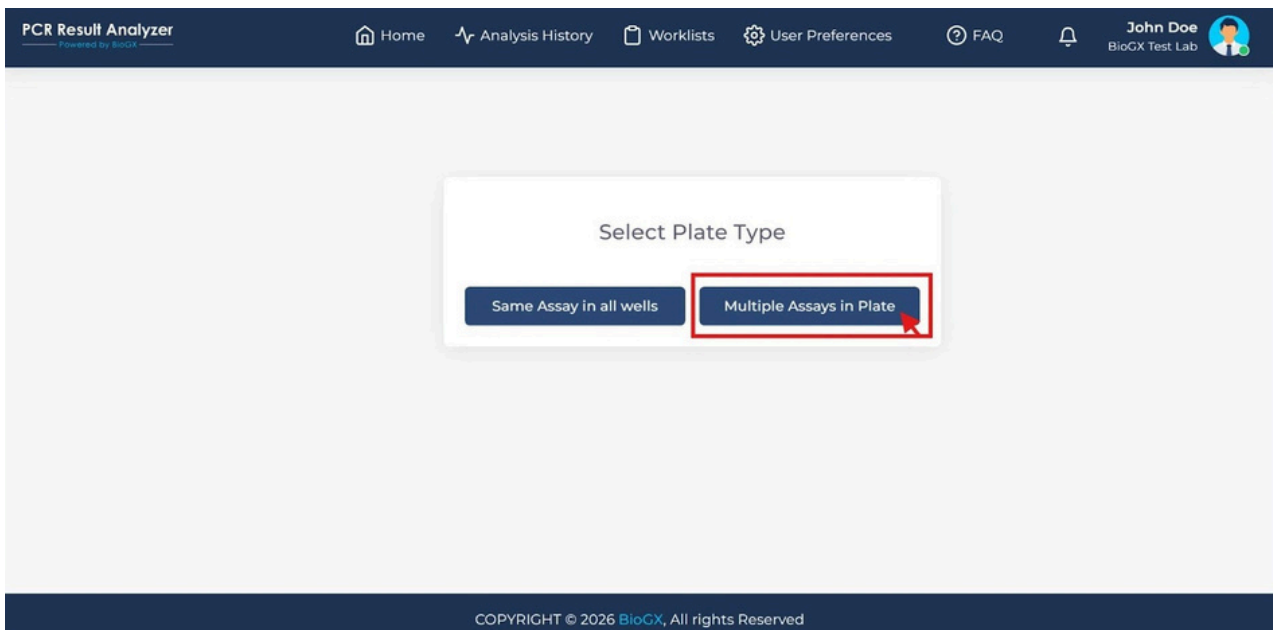 PCR Result Analyzer
Powered by BioGX
Home
Analysis History
Worklists
User Preferences
FAQ
John Doe
BioGX Test Lab
Select Plate Type
Same Assay in all wells
Multiple Assays in Plate
COPYRIGHT © 2026 BioGX, All rights Reserved